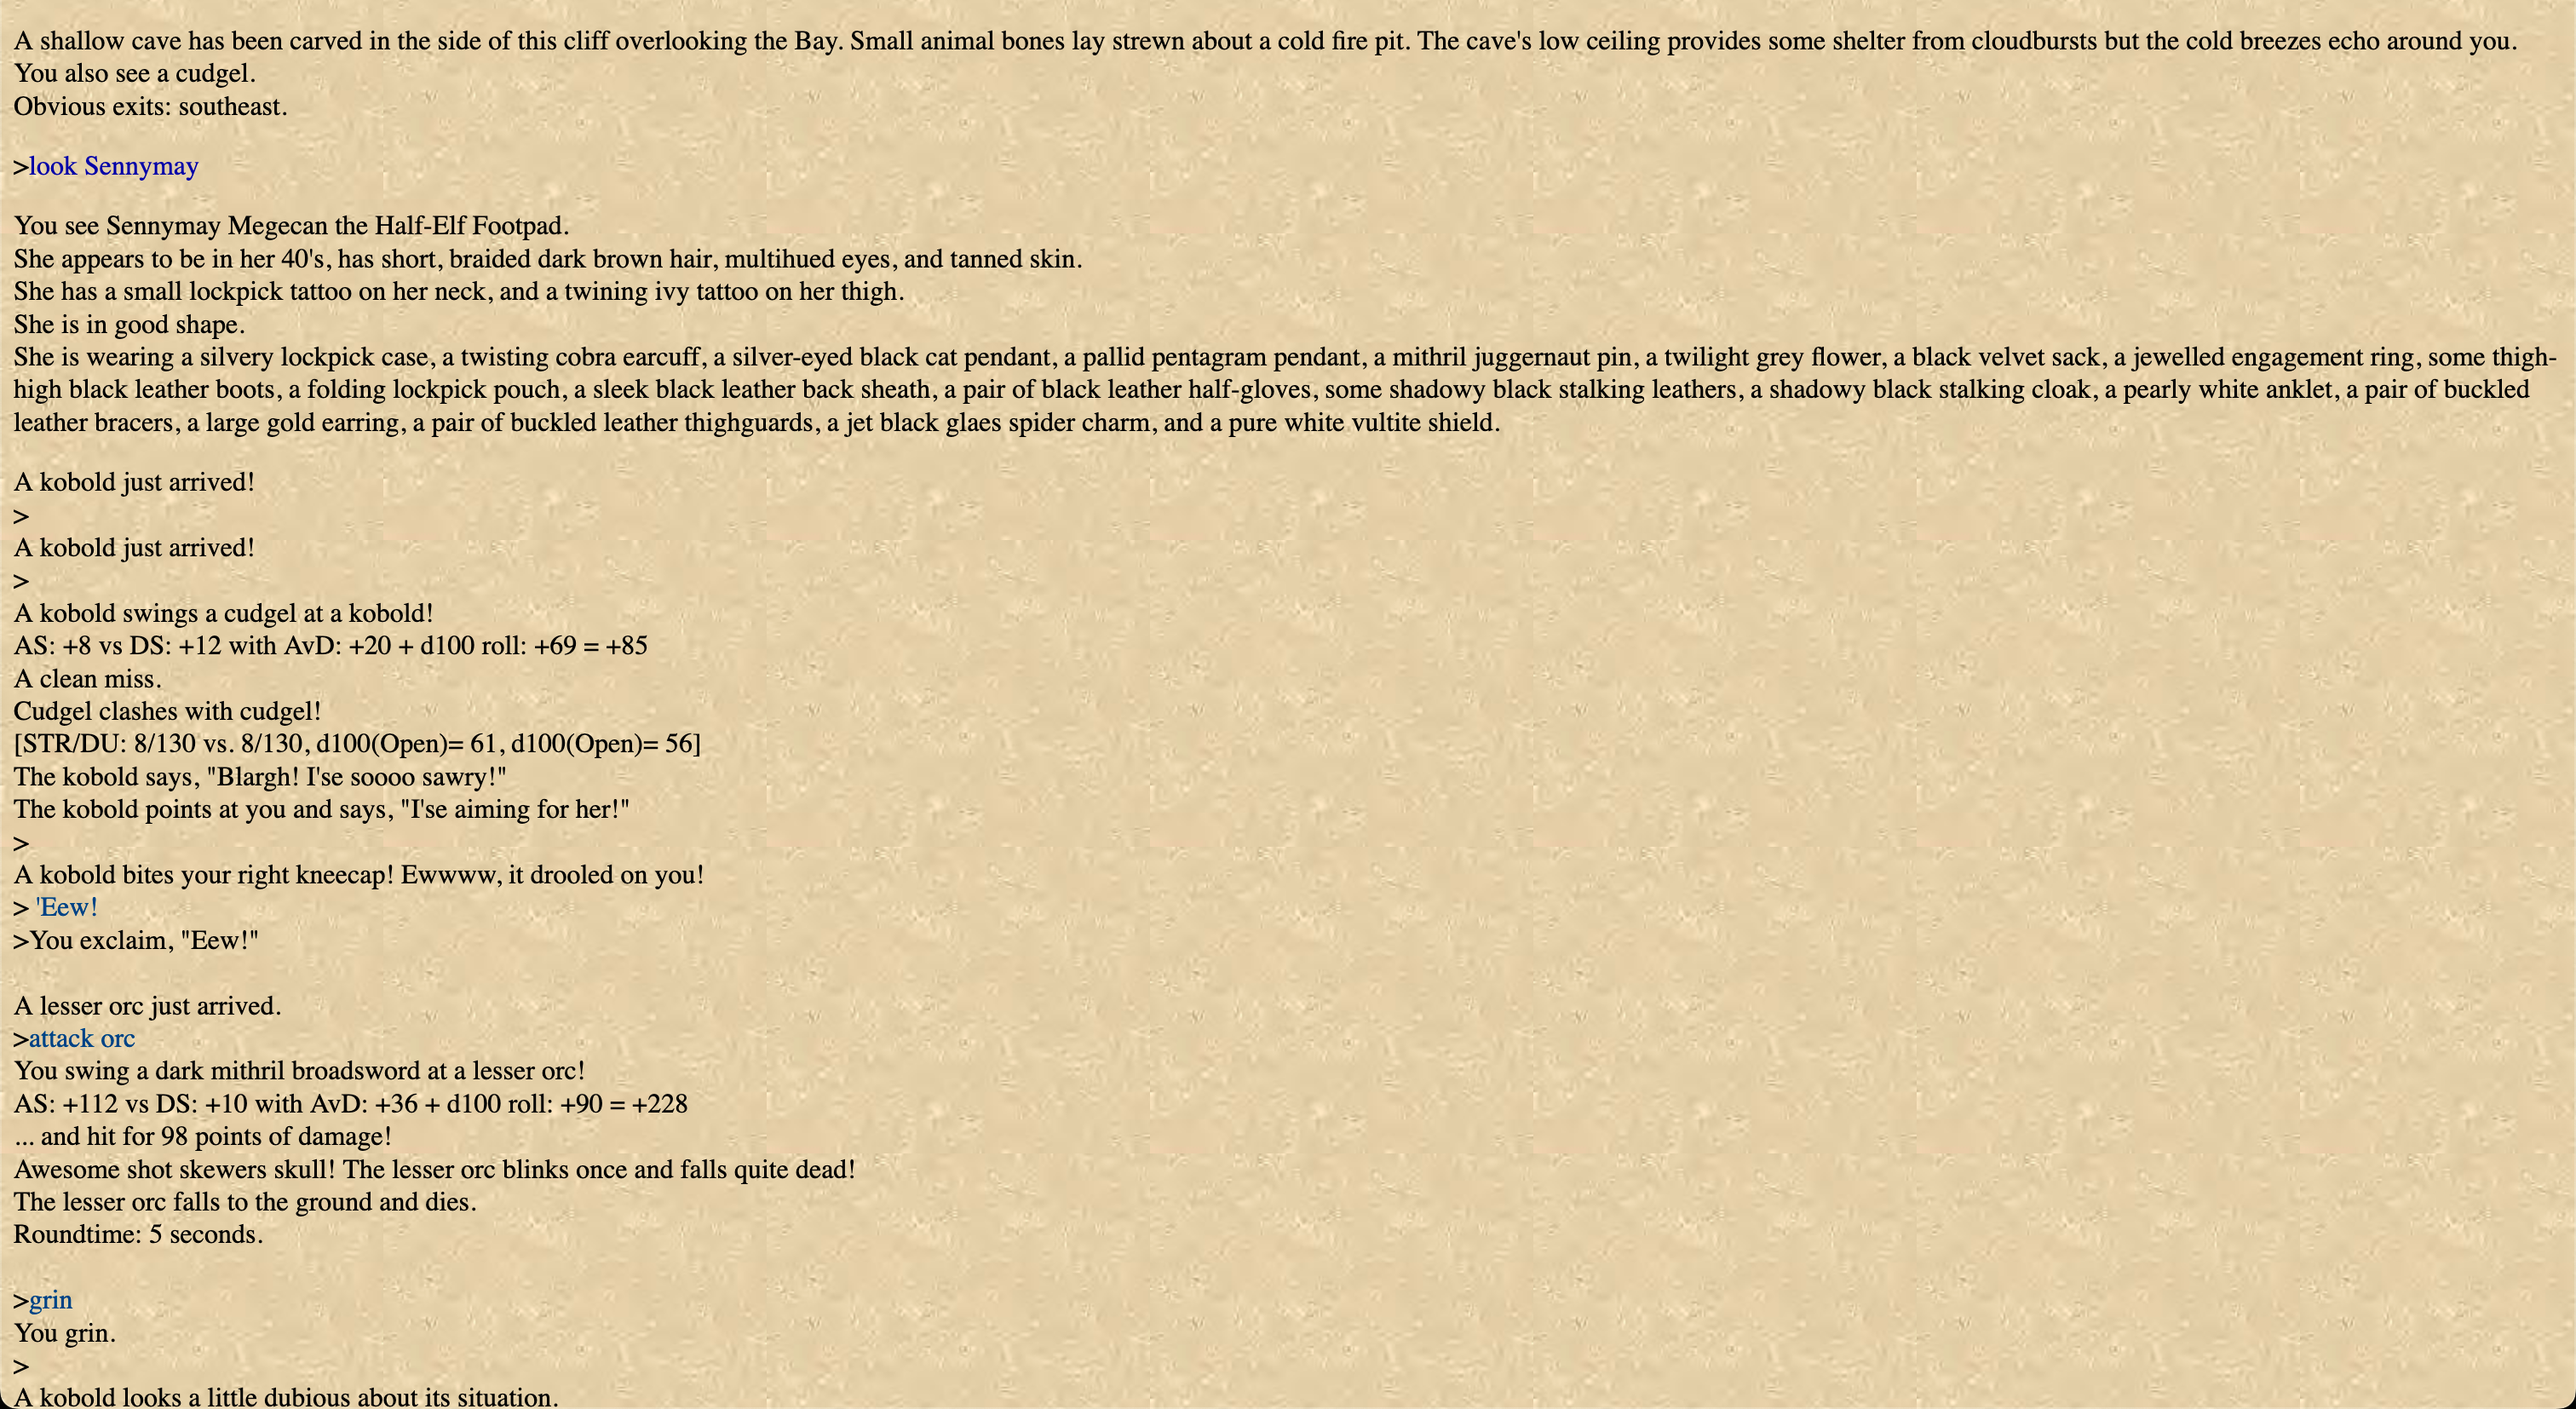 A shallow cave has been carved in the side of this cliff overlooking the Bay. Small animal bones lay strewn about a cold fire pit. The cave's low ceiling provides some shelter from cloudbursts but the cold breezes echo around you.
You also see a cudgel.
Obvious exits: southeast.
>look Sennymay
You see Sennymay Megecan the Half-Elf Footpad.
She appears to be in her 40's, has short, braided dark brown hair, multihued eyes, and tanned skin.
She has a small lockpick tattoo on her neck, and a twining ivy tattoo on her thigh.
She is in good shape.
She is wearing a silvery lockpick case, a twisting cobra earcuff, a silver-eyed black cat pendant, a pallid pentagram pendant, a mithril juggernaut pin, a twilight grey flower, a black velvet sack, a jewelled engagement ring, some thigh-
high black leather boots, a folding lockpick pouch, a sleek black leather back sheath, a pair of black leather half-gloves, some shadowy black stalking leathers, a shadowy black stalking cloak, a pearly white anklet, a pair of buckled
leather bracers, a large gold earring, a pair of buckled leather thighguards, a jet black glaes spider charm, and a pure white vultite shield.
A kobold just arrived!
>
A kobold just arrived!
>
A kobold swings a cudgel at a kobold!
AS: +8 vs DS: +12 with AvD: +20 + d100 roll: +69 = +85
A clean miss.
Cudgel clashes with cudgel!
[STR/DU: 8/130 vs. 8/130, d100(Open)= 61, d100(Open)= 56]
The kobold says, "Blargh! I'se soooo sawry!"
The kobold points at you and says, "I'se aiming for her!"
>
A kobold bites your right kneecap! Ewwww, it drooled on you!
> 'Eew!
>You exclaim, "Eew!"
A lesser orc just arrived.
>attack orc
You swing a dark mithril broadsword at a lesser orc!
AS: +112 vs DS: +10 with AvD: +36 + d100 roll: +90 = +228
... and hit for 98 points of damage!
Awesome shot skewers skull! The lesser orc blinks once and falls quite dead!
The lesser orc falls to the ground and dies.
Roundtime: 5 seconds.
>grin
You grin.
>
A kobold looks a little dubious about its situation.